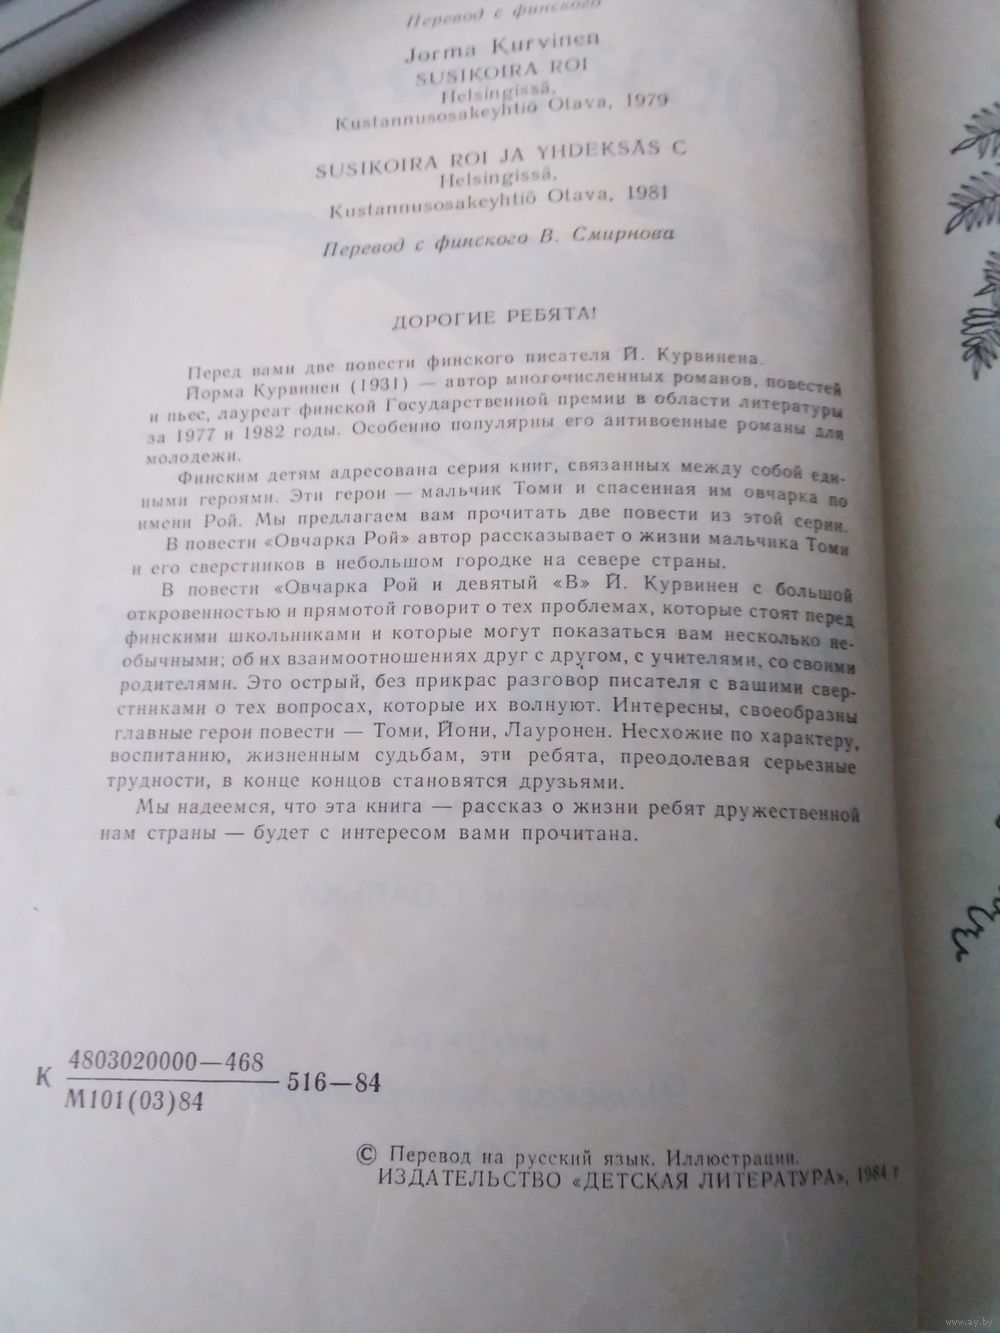 Перевод с финского
Jorma Kurvinen
SUSIKOIRA ROI
Helsingissä,
Kustannusosakeyhtiö Otava, 1979
SUSIKOIRA ROI JA YHDEKSÄS C
Helsingissä,
Kustannusosakeyhtiö Otava, 1981
Перевод с финского В. Смирнова
ДОРОГИЕ РЕБЯТА!
Перед вами две повести финского писателя Й. Курвинена.
Йорма Курвинен (1931) — автор многочисленных романов, повестей
и пьес, лауреат финской Государственной премии в области литературы
за 1977 и 1982 годы. Особенно популярны его антивоенные романы для
молодежи.
Финским детям адресована серия книг, связанных между собой еди-
ными героями. Эти герои — мальчик Томи и спасенная им овчарка по
имени Рой. Мы предлагаем вам прочитать две повести из этой серии.
В повести «Овчарка Рой» автор рассказывает о жизни мальчика Томи
и его сверстников в небольшом городке на севере страны.
В повести «Овчарка Рой и девятый «В» Й. Курвинен с большой
откровенностью и прямотой говорит о тех проблемах, которые стоят перед
финскими школьниками и которые могут показаться вам несколько не-
обычными; об их взаимоотношениях друг с другом, с учителями, со своими
родителями. Это острый, без прикрас разговор писателя с вашими свер-
стниками о тех вопросах, которые их волнуют. Интересны, своеобразны
главные герои повести — Томи, Йони, Лауронен. Несхожие по характеру,
воспитанию, жизненным судьбам, эти ребята, преодолевая серьезные
трудности, в конце концов становятся друзьями.
Мы надеемся, что эта книга — рассказ о жизни ребят дружественной
нам страны — будет с интересом вами прочитана.
К 4803020000—468 516—84
М101(03)84
© Перевод на русский язык. Иллюстрации.
ИЗДАТЕЛЬСТВО «ДЕТСКАЯ ЛИТЕРАТУРА», 1984 г
www.ay.by